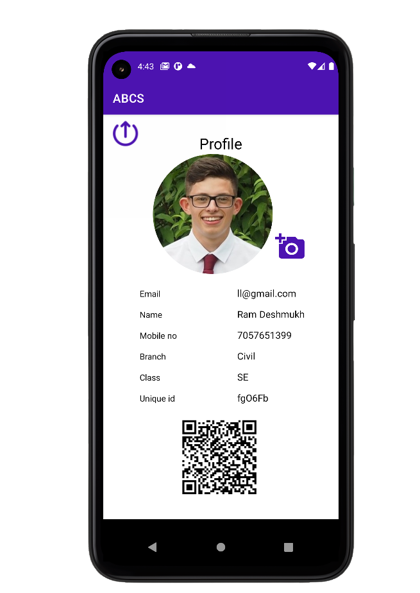 4:43
ABCS
Profile
Email ll@gmail.com
Name Ram Deshmukh
Mobile no 7057651399
Branch Civil
Class SE
Unique id fgO6Fb